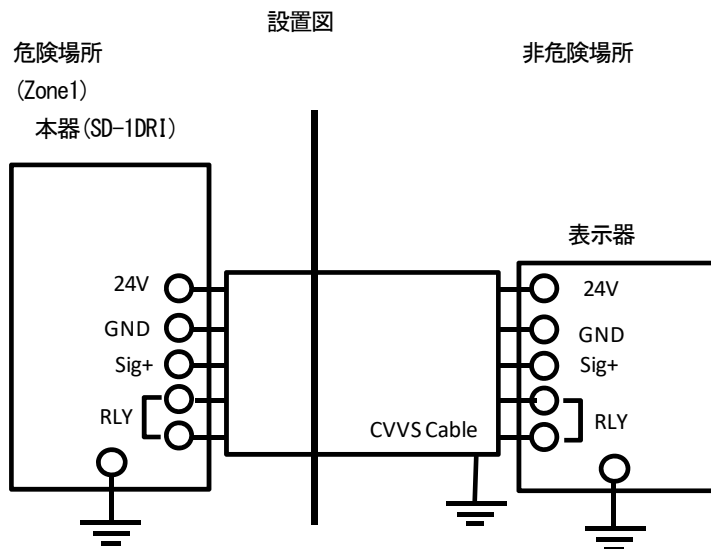 設置図
危険場所
(Zone1)
本器(SD-1DRI)
非危険場所
表示器
24V
GND
Sig+
RLY
CVVS Cable
24V
GND
Sig+
RLY